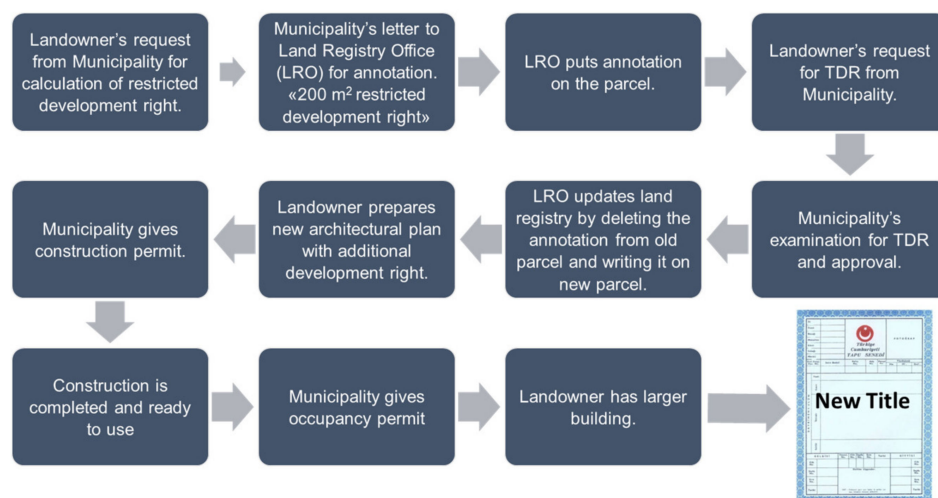 Landowner's request
from Municipality for
calculation of restricted
development right.
Municipality's letter to
Land Registry Office
(LRO) for annotation.
«200 m² restricted
development right»
LRO puts annotation
on the parcel.
Landowner's request
for TDR from
Municipality.
Municipality's
examination for TDR
and approval.
LRO updates land
registry by deleting the
annotation from old
parcel and writing it on
new parcel.
Landowner prepares
new architectural plan
with additional
development right.
Municipality gives
construction permit.
Construction is
completed and ready
to use
Municipality gives
occupancy permit
Landowner has larger
building.
Türkiye
Cumhuriyeti
TAPU SENEDİ
New Title